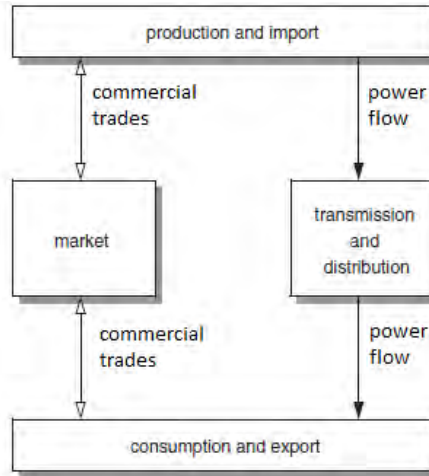 production and import
commercial
trades
power
flow
market
transmission
and
distribution
commercial
trades
power
flow
consumption and export